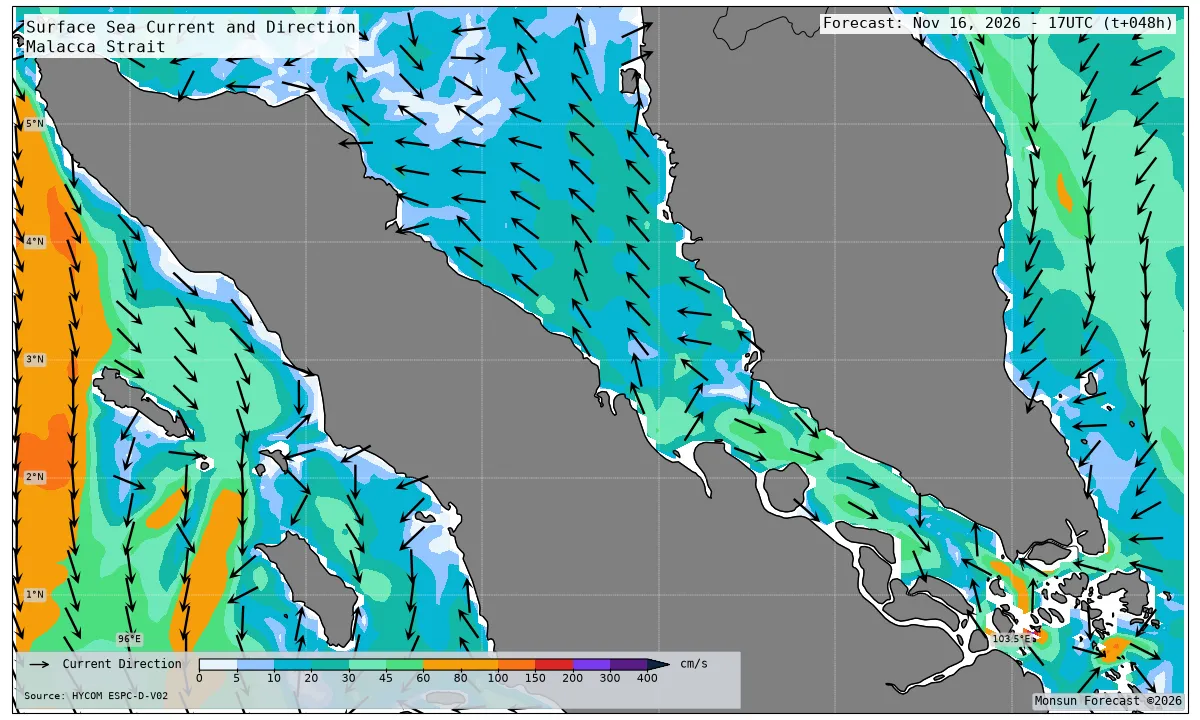 Surface Sea Current and Direction
Malacca Strait
Forecast: Nov 16, 2026 - 17UTC (t+048h)
5°N
4°N
3°N
2°N
1°N
96°E
103.5°E
Current Direction
0 5 10 20 30 45 60 80 100 150 200 300 400
cm/s
Source: HYCOM ESPC-D-V02
Monsun Forecast ©2026